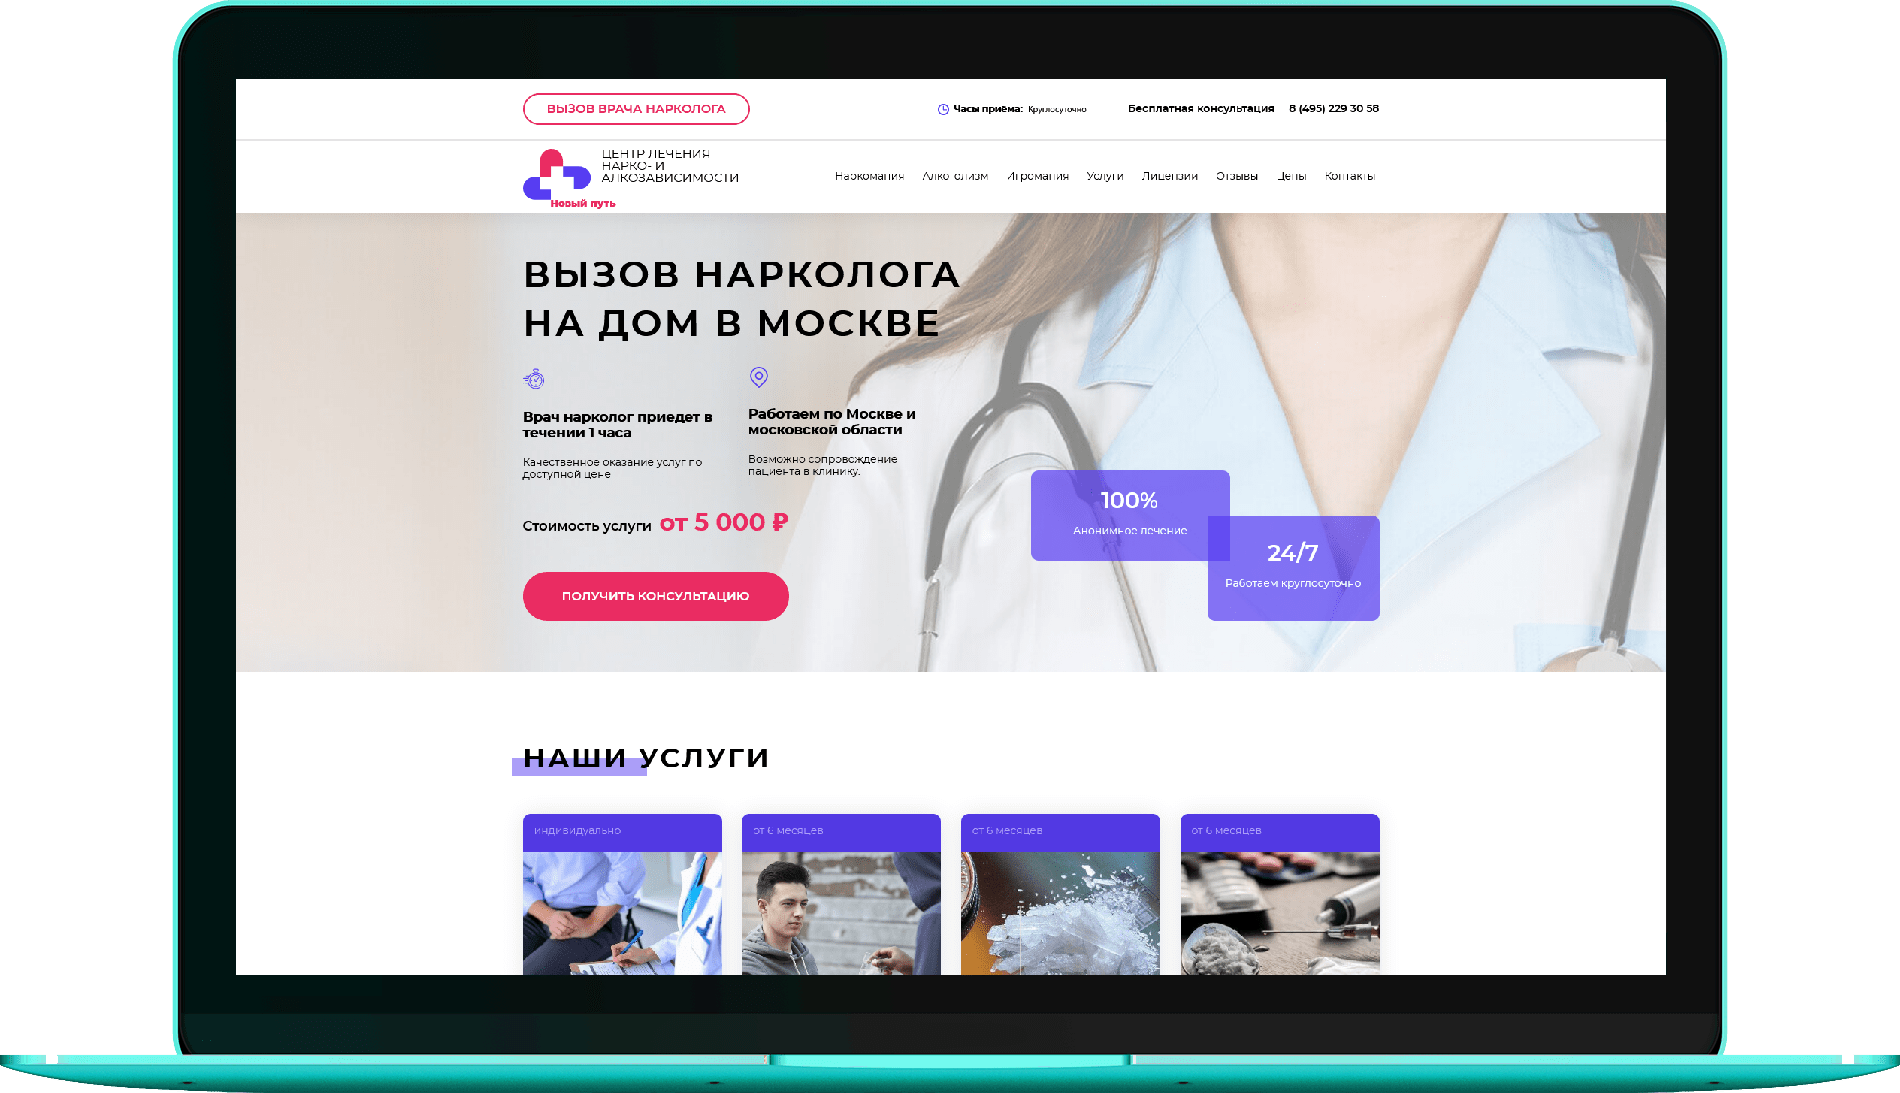 ВЫЗОВ ВРАЧА НАРКОЛОГА
Часы приёма: Круглосуточно
Бесплатная консультация 8 (495) 229 30 58
ЦЕНТР ЛЕЧЕНИЯ
НАРКО- И
АЛКОЗАВИСИМОСТИ
Новый путь
Наркомания Алкоголизм Игромания Услуги Лицензии Отзывы Цены Контакты
ВЫЗОВ НАРКОЛОГА
НА ДОМ В МОСКВЕ
Врач нарколог приедет в
течении 1 часа
Качественное оказание услуг по
доступной цене
Работаем по Москве и
московской области
Возможно сопровождение
пациента в клинику.
Стоимость услуги от 5 000 ₽
ПОЛУЧИТЬ КОНСУЛЬТАЦИЮ
100%
Анонимное лечение
24/7
Работаем круглосуточно
НАШИ УСЛУГИ
индивидуально
от 6 месяцев
от 6 месяцев
от 6 месяцев